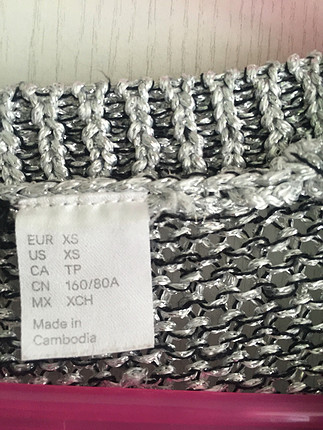 EUR XS
US XS
CA TP
CN 160/80A
MX XCH
Made in
Cambodia